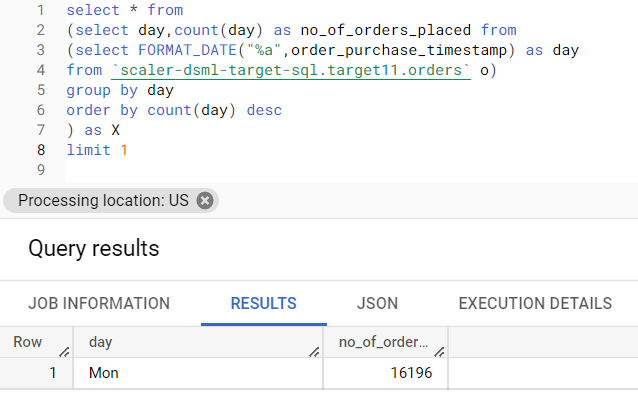 1 select * from
2 (select day,count(day) as no_of_orders_placed from
3 (select FORMAT_DATE("%a",order_purchase_timestamp) as day
4 from `scaler-dsml-target-sql.target11.orders` o)
5 group by day
6 order by count(day) desc
7 ) as X
8 limit 1
9
Processing location: US
Query results
JOB INFORMATION RESULTS JSON EXECUTION DETAILS
Row day no_of_order...
1 Mon 16196